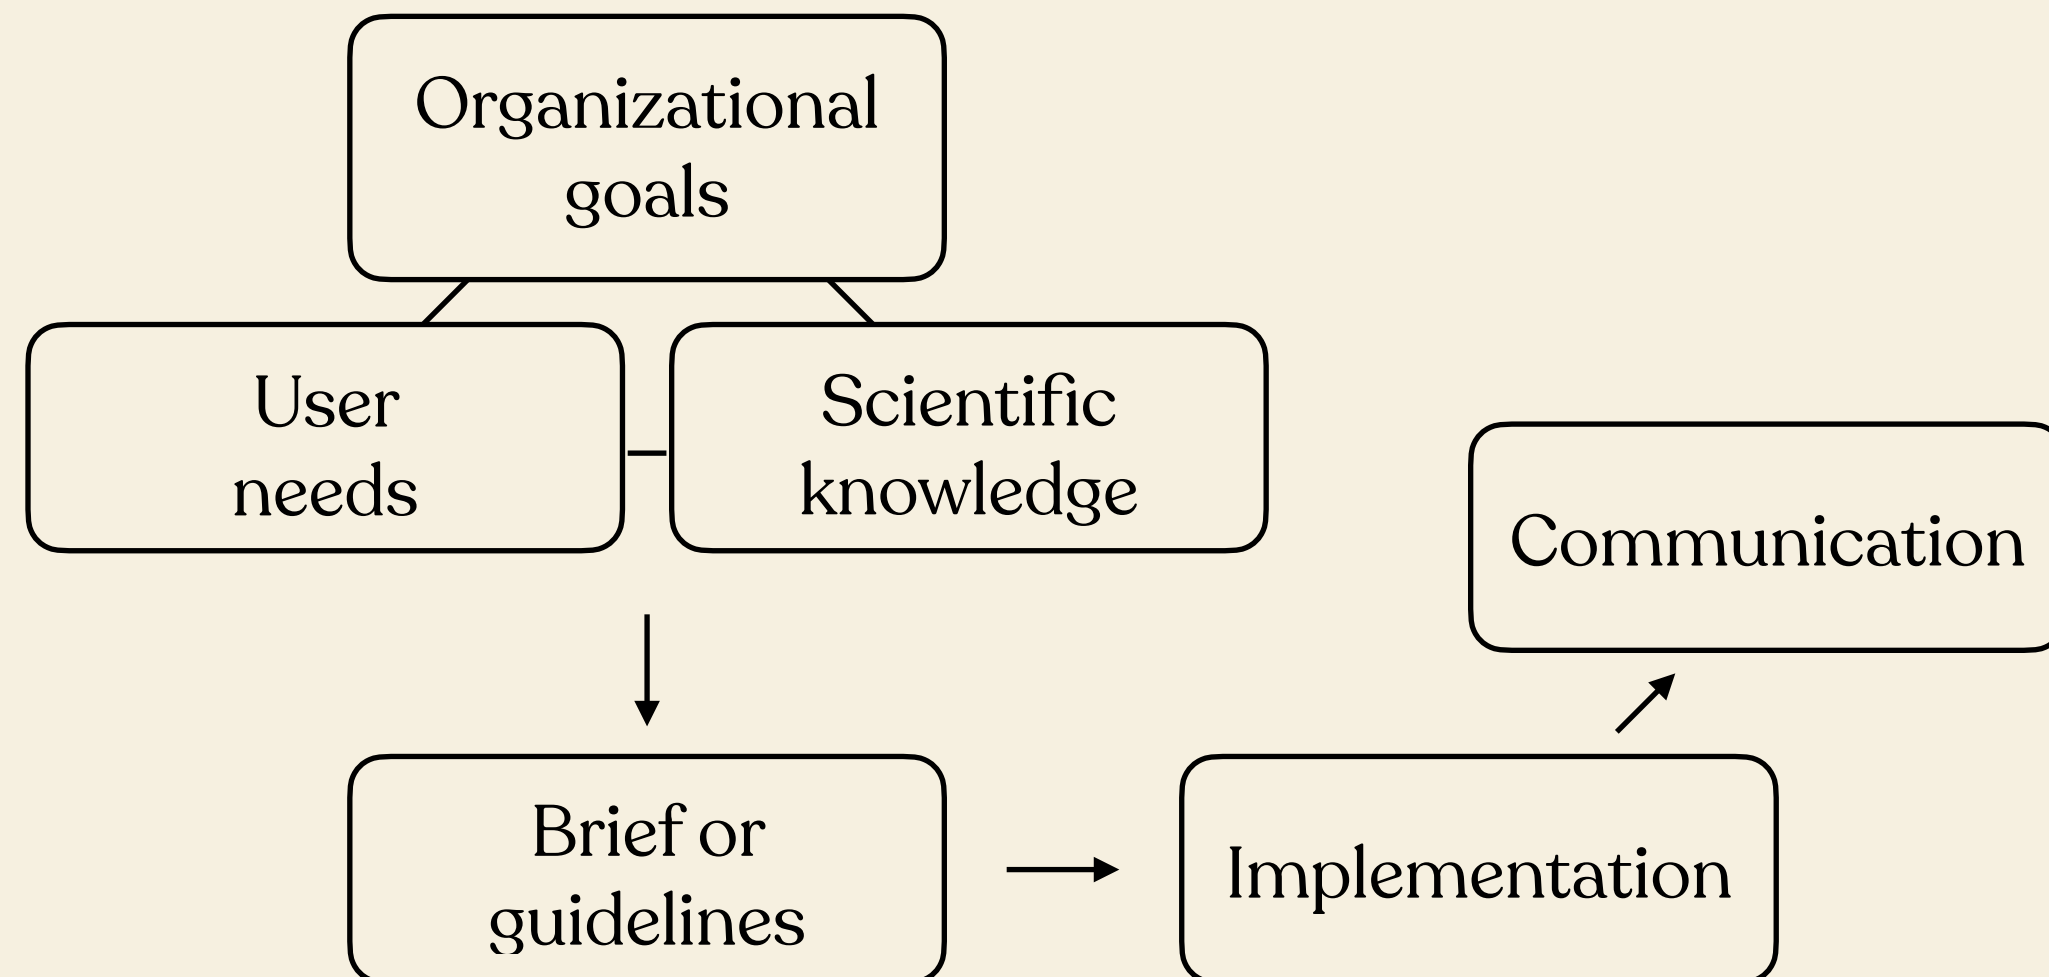 Organizational
goals
User
needs
Scientific
knowledge
Communication
Brief or
guidelines
Implementation